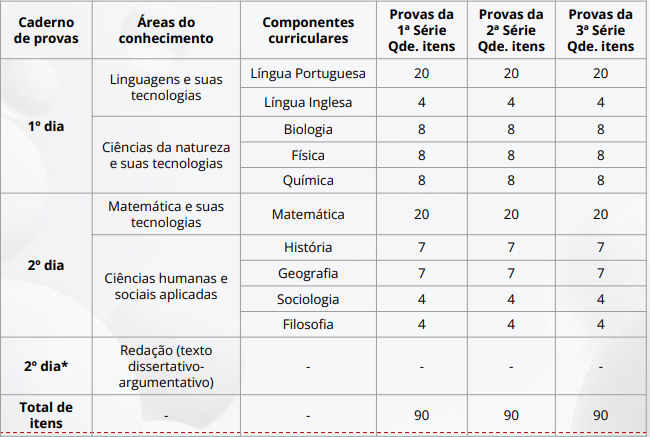 Caderno de provas | Áreas do conhecimento | Componentes curriculares | Provas da 1ª Série Qde. itens | Provas da 2ª Série Qde. itens | Provas da 3ª Série Qde. itens
1º dia | Linguagens e suas tecnologias | Língua Portuguesa | 20 | 20 | 20
Língua Inglesa | 4 | 4 | 4
Ciências da natureza e suas tecnologias | Biologia | 8 | 8 | 8
Física | 8 | 8 | 8
Química | 8 | 8 | 8
2º dia | Matemática e suas tecnologias | Matemática | 20 | 20 | 20
Ciências humanas e sociais aplicadas | História | 7 | 7 | 7
Geografia | 7 | 7 | 7
Sociologia | 4 | 4 | 4
Filosofia | 4 | 4 | 4
2º dia* | Redação (texto dissertativo-argumentativo) | - | - | - | -
Total de itens | - | - | 90 | 90 | 90